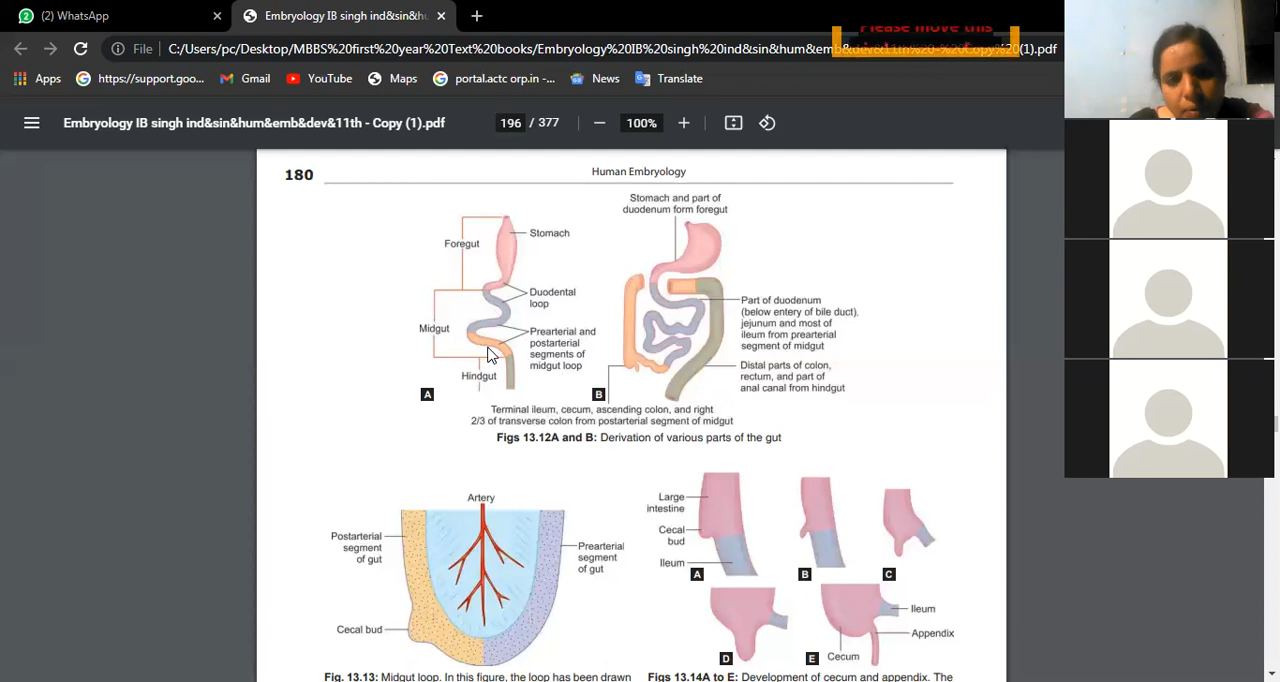 (2) WhatsApp
Embryology IB singh ind&sin&hu
Please move this
File
C:/Users/pc/Desktop/MBBS%20first%20year%20Text%20books/Embryology%20IB%20singh%20ind&sin&hum&emb&dev&11th%20-%20Copy%20(1).pdf
Apps
https://support.goo...
Gmail
YouTube
Maps
portal.actc orp.in -...
News
Translate
Embryology IB singh ind&sin&hum&emb&dev&11th - Copy (1).pdf
196 / 377
100%
180
Human Embryology
Foregut
Stomach
Duodental
loop
Midgut
Prearterial and
postarterial
segments of
midgut loop
Hindgut
A
Stomach and part of
duodenum form foregut
Part of duodenum
(below entery of bile duct),
jejunum and most of
ileum from prearterial
segment of midgut
Distal parts of colon,
rectum, and part of
anal canal from hindgut
B
Terminal ileum, cecum, ascending colon, and right
2/3 of transverse colon from postarterial segment of midgut
Figs 13.12A and B: Derivation of various parts of the gut
Artery
Postarterial
segment
of gut
Prearterial
segment
of gut
Cecal bud
Large
intestine
Cecal
bud
Ileum
A
B
C
D
E
Ileum
Appendix
Cecum
Fig. 13.13: Midgut loop. In this figure, the loop has been drawn
Figs 13.14A to E: Development of cecum and appendix. The